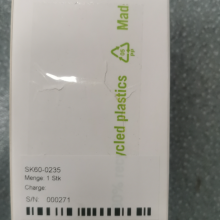 SK60-0235
Menge: 1 Stk
Charge:
S/N: 000271
cled plastics
Mad